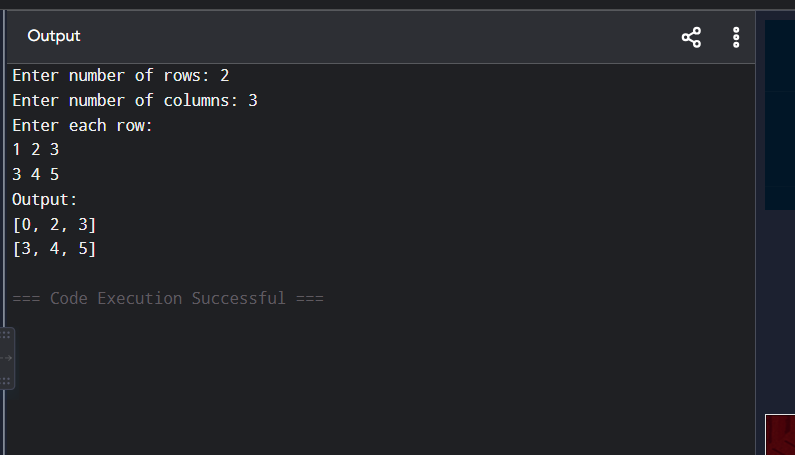 Output
Enter number of rows: 2
Enter number of columns: 3
Enter each row:
1 2 3
3 4 5
Output:
[0, 2, 3]
[3, 4, 5]
=== Code Execution Successful ===